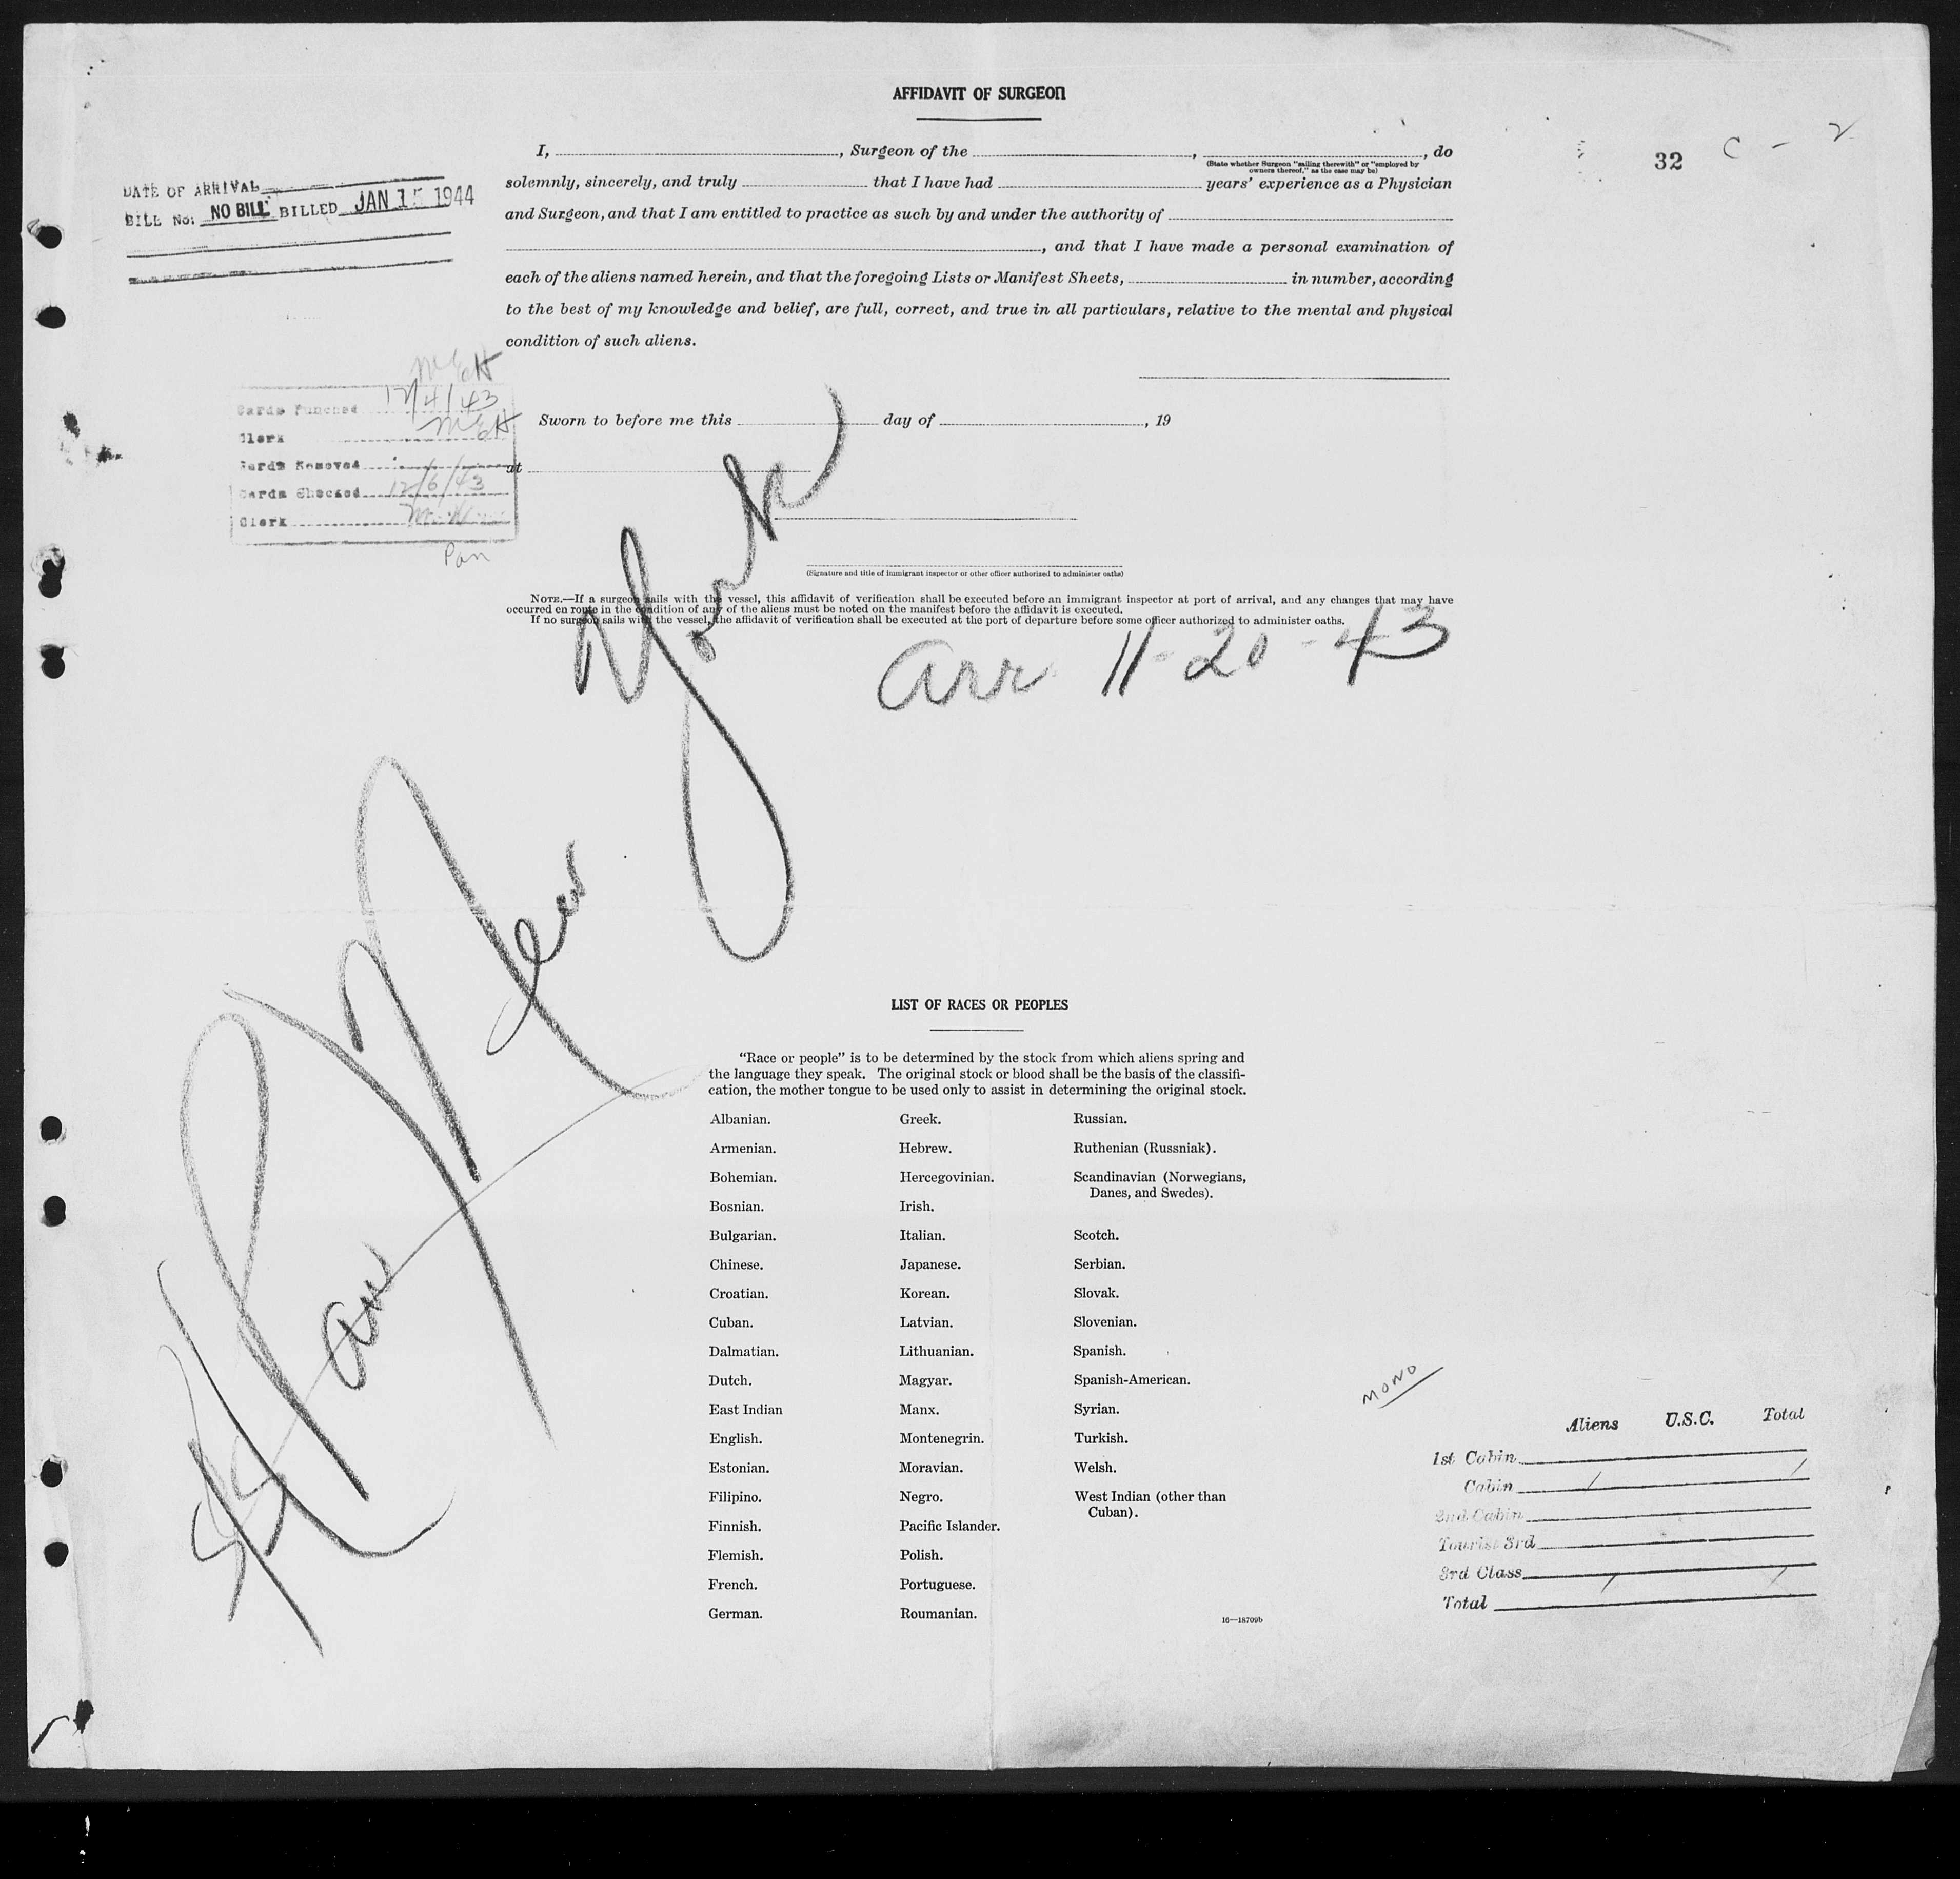 AFFIDAVIT OF SURGEON
I, , Surgeon of the , , do
(State whether Surgeon "sailing therewith" or "employed by
owners thereof," as the case may be)
solemnly, sincerely, and truly that I have had years' experience as a Physician
and Surgeon, and that I am entitled to practice as such by and under the authority of
, and that I have made a personal examination of
each of the aliens named herein, and that the foregoing Lists or Manifest Sheets, in number, according
to the best of my knowledge and belief, are full, correct, and true in all particulars, relative to the mental and physical
condition of such aliens.
32 C - 2
DATE OF ARRIVAL
BILL No. NO BILL BILLED JAN 15 1944
MEH
Cards Punched 12/4/43
Clerk MEH
Cards Removed
Cards Checked 12/6/43
Clerk
Pan
Sworn to before me this day of , 19
at
(Signature and title of immigrant inspector or other officer authorized to administer oaths)
NOTE.—If a surgeon sails with the vessel, this affidavit of verification shall be executed before an immigrant inspector at port of arrival, and any changes that may have
occurred en route in the condition of any of the aliens must be noted on the manifest before the affidavit is executed.
If no surgeon sails with the vessel, the affidavit of verification shall be executed at the port of departure before some officer authorized to administer oaths.
arr 11-20-43
SS Pan New York
LIST OF RACES OR PEOPLES
"Race or people" is to be determined by the stock from which aliens spring and
the language they speak. The original stock or blood shall be the basis of the classifi-
cation, the mother tongue to be used only to assist in determining the original stock.
Albanian.
Armenian.
Bohemian.
Bosnian.
Bulgarian.
Chinese.
Croatian.
Cuban.
Dalmatian.
Dutch.
East Indian
English.
Estonian.
Filipino.
Finnish.
Flemish.
French.
German.
Greek.
Hebrew.
Hercegovinian.
Irish.
Italian.
Japanese.
Korean.
Latvian.
Lithuanian.
Magyar.
Manx.
Montenegrin.
Moravian.
Negro.
Pacific Islander.
Polish.
Portuguese.
Roumanian.
Russian.
Ruthenian (Russniak).
Scandinavian (Norwegians,
Danes, and Swedes).
Scotch.
Serbian.
Slovak.
Slovenian.
Spanish.
Spanish-American.
Syrian.
Turkish.
Welsh.
West Indian (other than
Cuban).
16—18709b
MONO
Aliens U.S.C. Total
1st Cabin
Cabin / /
2nd Cabin
Tourist 3rd
3rd Class
Total / /